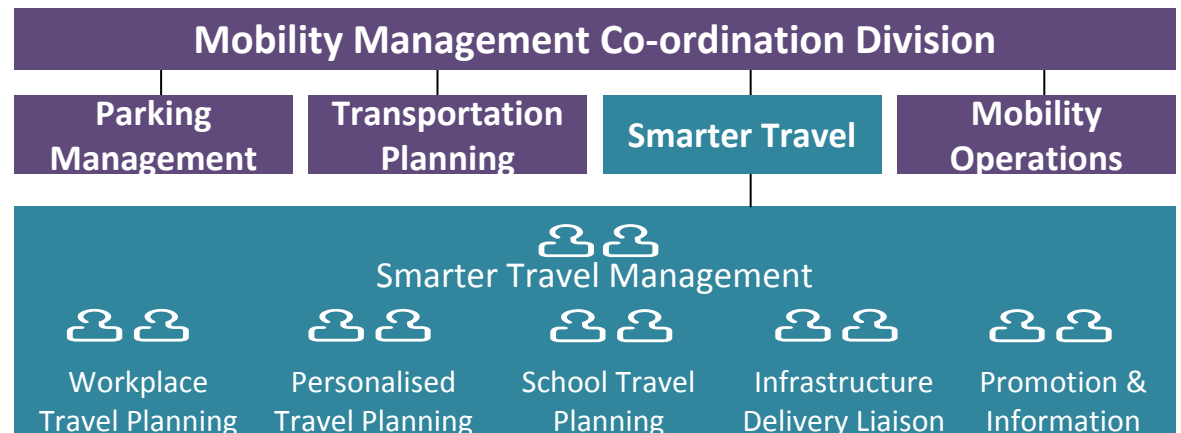 Mobility Management Co-ordination Division
Parking
Management
Transportation
Planning
Smarter Travel
Mobility
Operations
Smarter Travel Management
Workplace
Travel Planning
Personalised
Travel Planning
School Travel
Planning
Infrastructure
Delivery Liaison
Promotion &
Information